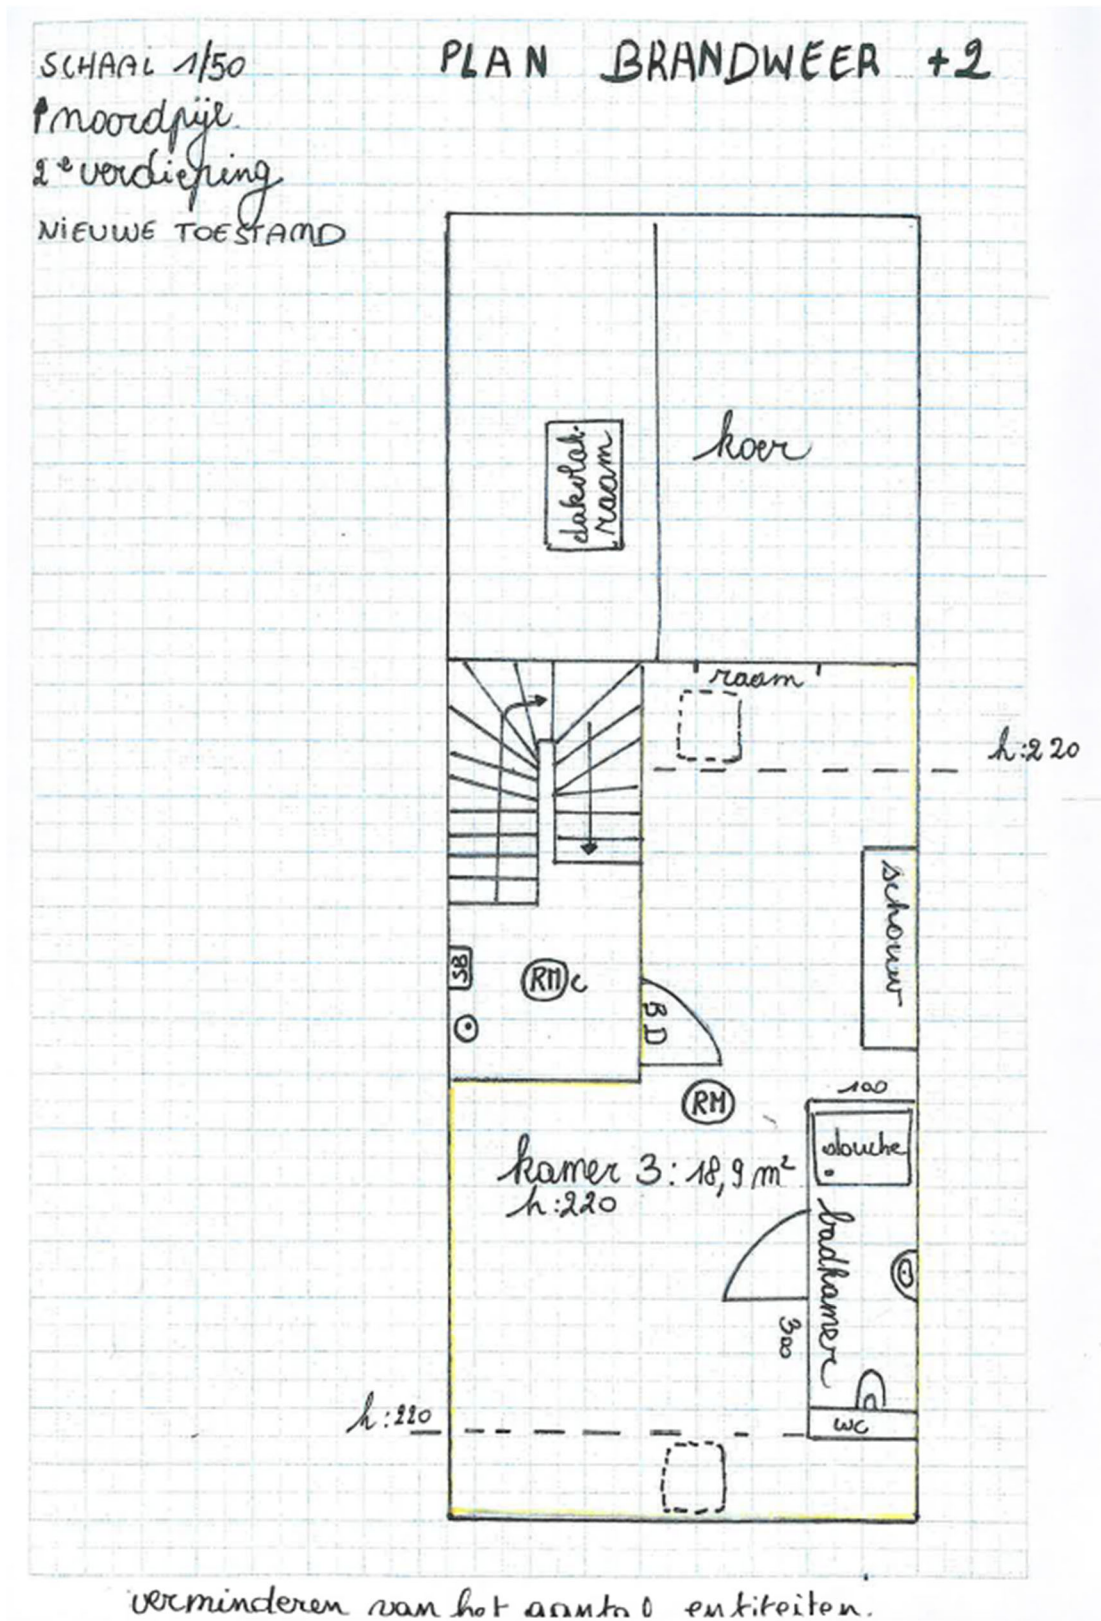 SCHAAL 1/50
PLAN BRANDWEER +2
noordpijl.
2e verdieping
NIEUWE TOESTAND
koer
dakvlak-
raam
raam
h:220
schouw
SB
RM c
BD
RM
100
douche
kamer 3: 18,9 m²
h:220
badkamer
300
h:220
WC
verminderen van het aantal entiteiten.